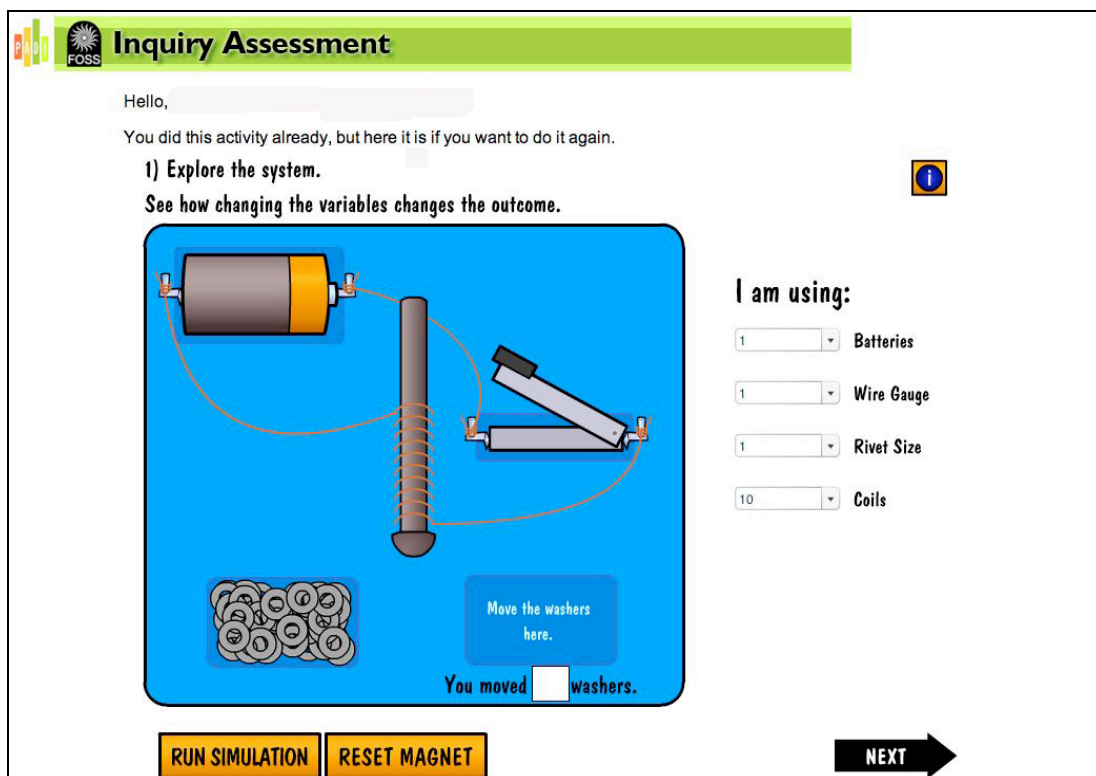 PADI
FOSS
Inquiry Assessment
Hello,
You did this activity already, but here it is if you want to do it again.
1) Explore the system.
See how changing the variables changes the outcome.
i
I am using:
1 Batteries
1 Wire Gauge
1 Rivet Size
10 Coils
Move the washers
here.
You moved washers.
RUN SIMULATION
RESET MAGNET
NEXT